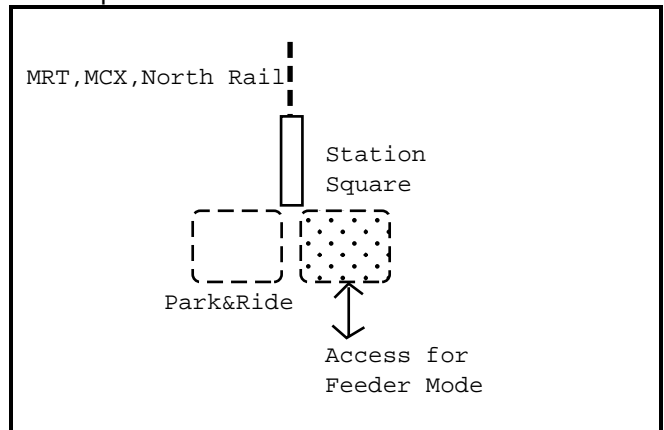 MRT,MCX,North Rail
Station
Square
Park&Ride
Access for
Feeder Mode